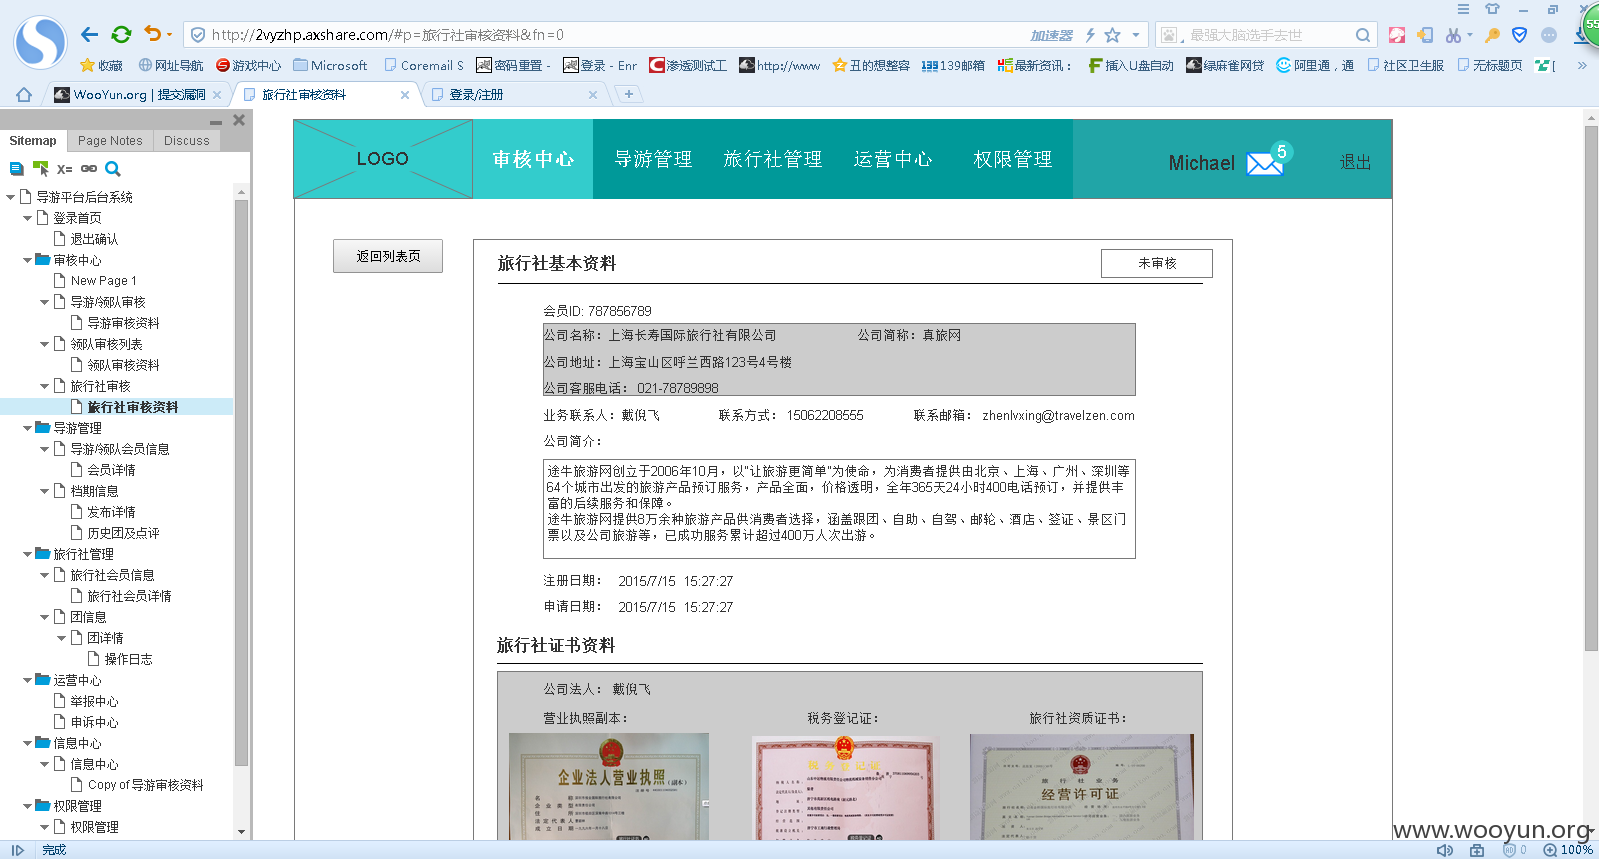 http://2vyzhp.axshare.com/#p=旅行社审核资料&fn=0
加速器
最强大脑选手去世
55
收藏
网址导航
游戏中心
Microsoft
Coremail S
密码重置 -
登录 - Enr
渗透测试工
http://www
丑的想整容
139邮箱
最新资讯：
插入U盘自动
绿麻雀网贷
阿里通，通
社区卫生服
无标题页
WooYun.org | 提交漏洞
旅行社审核资料
登录/注册
Sitemap
Page Notes
Discuss
X=
导游平台后台系统
登录首页
退出确认
审核中心
New Page 1
导游/领队审核
导游审核资料
领队审核列表
领队审核资料
旅行社审核
旅行社审核资料
导游管理
导游/领队会员信息
会员详情
档期信息
发布详情
历史团及点评
旅行社管理
旅行社会员信息
旅行社会员详情
团信息
团详情
操作日志
运营中心
举报中心
申诉中心
信息中心
信息中心
Copy of 导游审核资料
权限管理
权限管理
LOGO
审核中心
导游管理
旅行社管理
运营中心
权限管理
Michael
5
退出
返回列表页
旅行社基本资料
未审核
会员ID: 787856789
公司名称：上海长寿国际旅行社有限公司 公司简称：真旅网
公司地址：上海宝山区呼兰西路123号4号楼
公司客服电话： 021-78789898
业务联系人：戴倪飞 联系方式： 15062208555 联系邮箱： zhenlvxing@travelzen.com
公司简介：
途牛旅游网创立于2006年10月，以"让旅游更简单"为使命，为消费者提供由北京、上海、广州、深圳等
64个城市出发的旅游产品预订服务，产品全面，价格透明，全年365天24小时400电话预订，并提供丰
富的后续服务和保障。
途牛旅游网提供8万余种旅游产品供消费者选择，涵盖跟团、自助、自驾、邮轮、酒店、签证、景区门
票以及公司旅游等，已成功服务累计超过400万人次出游。
注册日期： 2015/7/15 15:27:27
申请日期： 2015/7/15 15:27:27
旅行社证书资料
公司法人： 戴倪飞
营业执照副本：
税务登记证：
旅行社资质证书：
企业法人营业执照（副本）
税务登记证
旅行社业务
经营许可证
www.wooyun.org
完成
0
100%